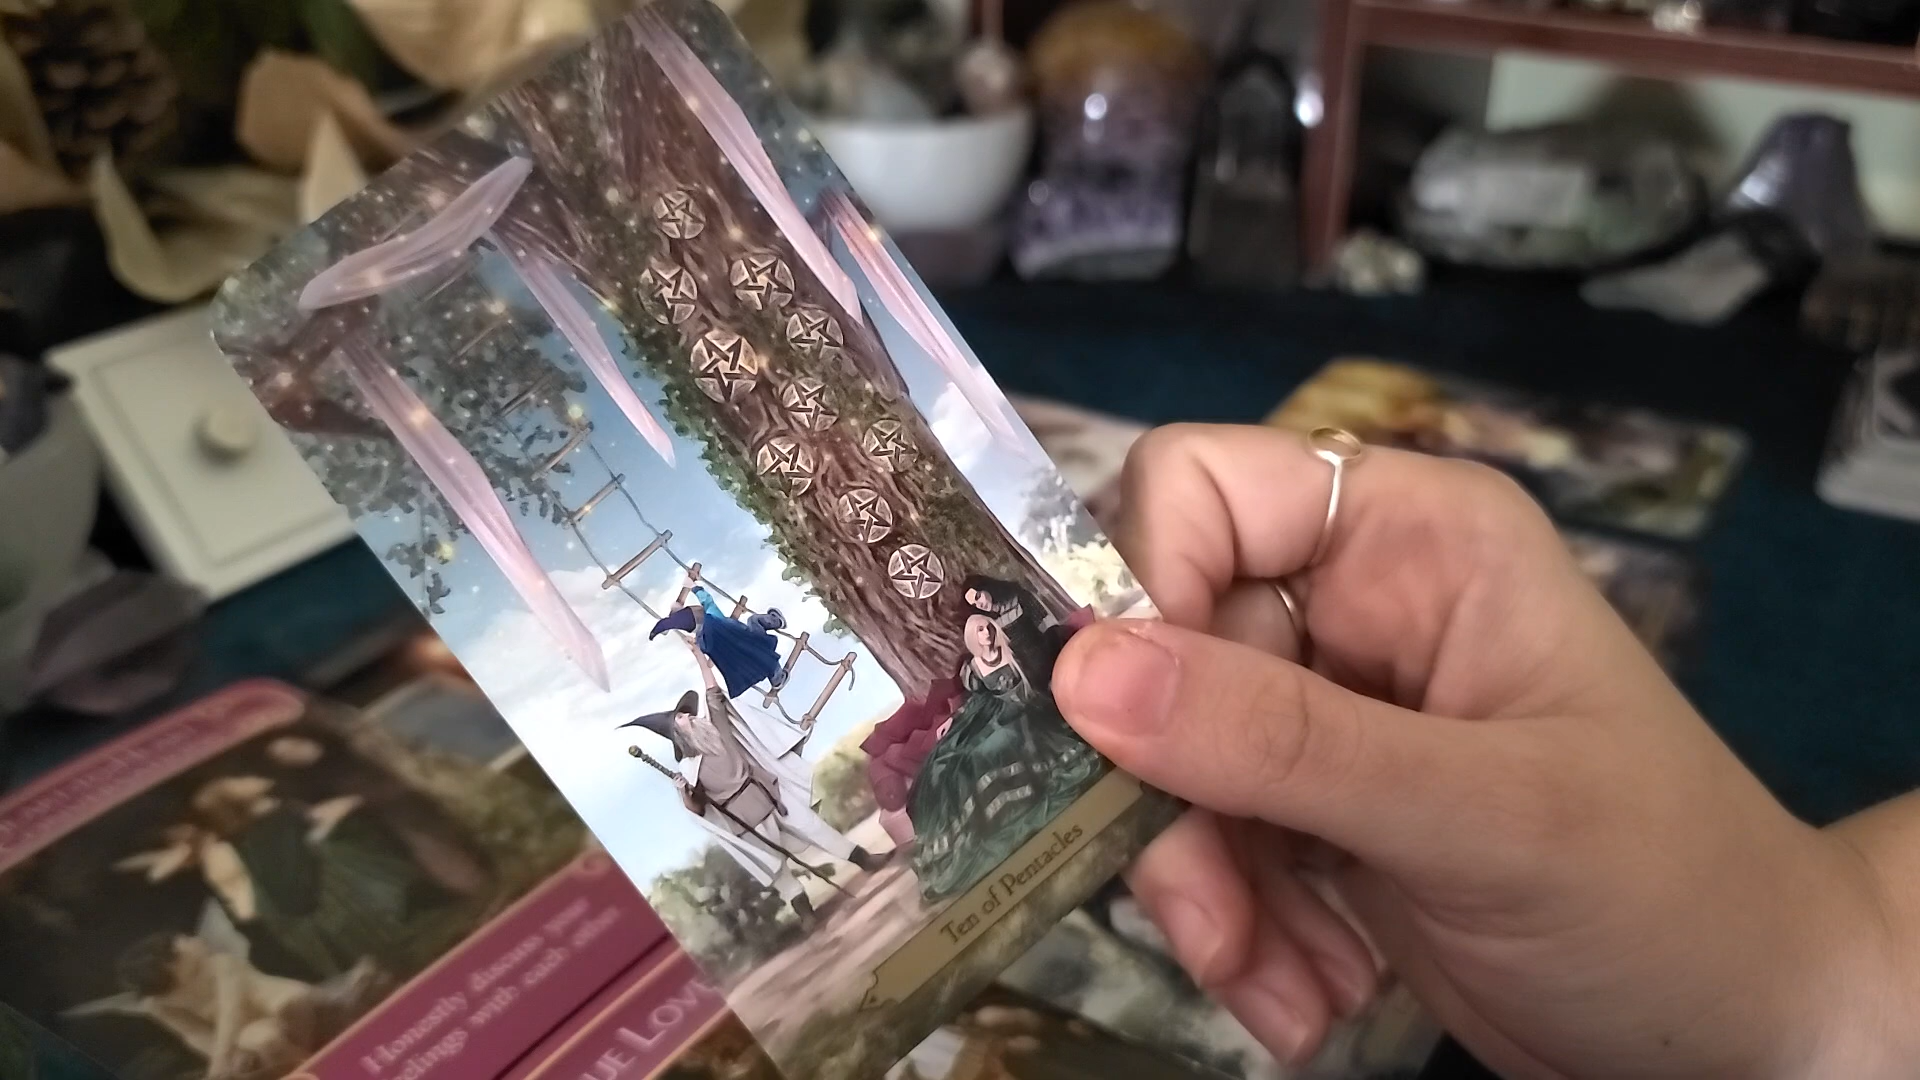 Ten of Pentacles
Honestly discuss your
feelings with each other
UE LOVE